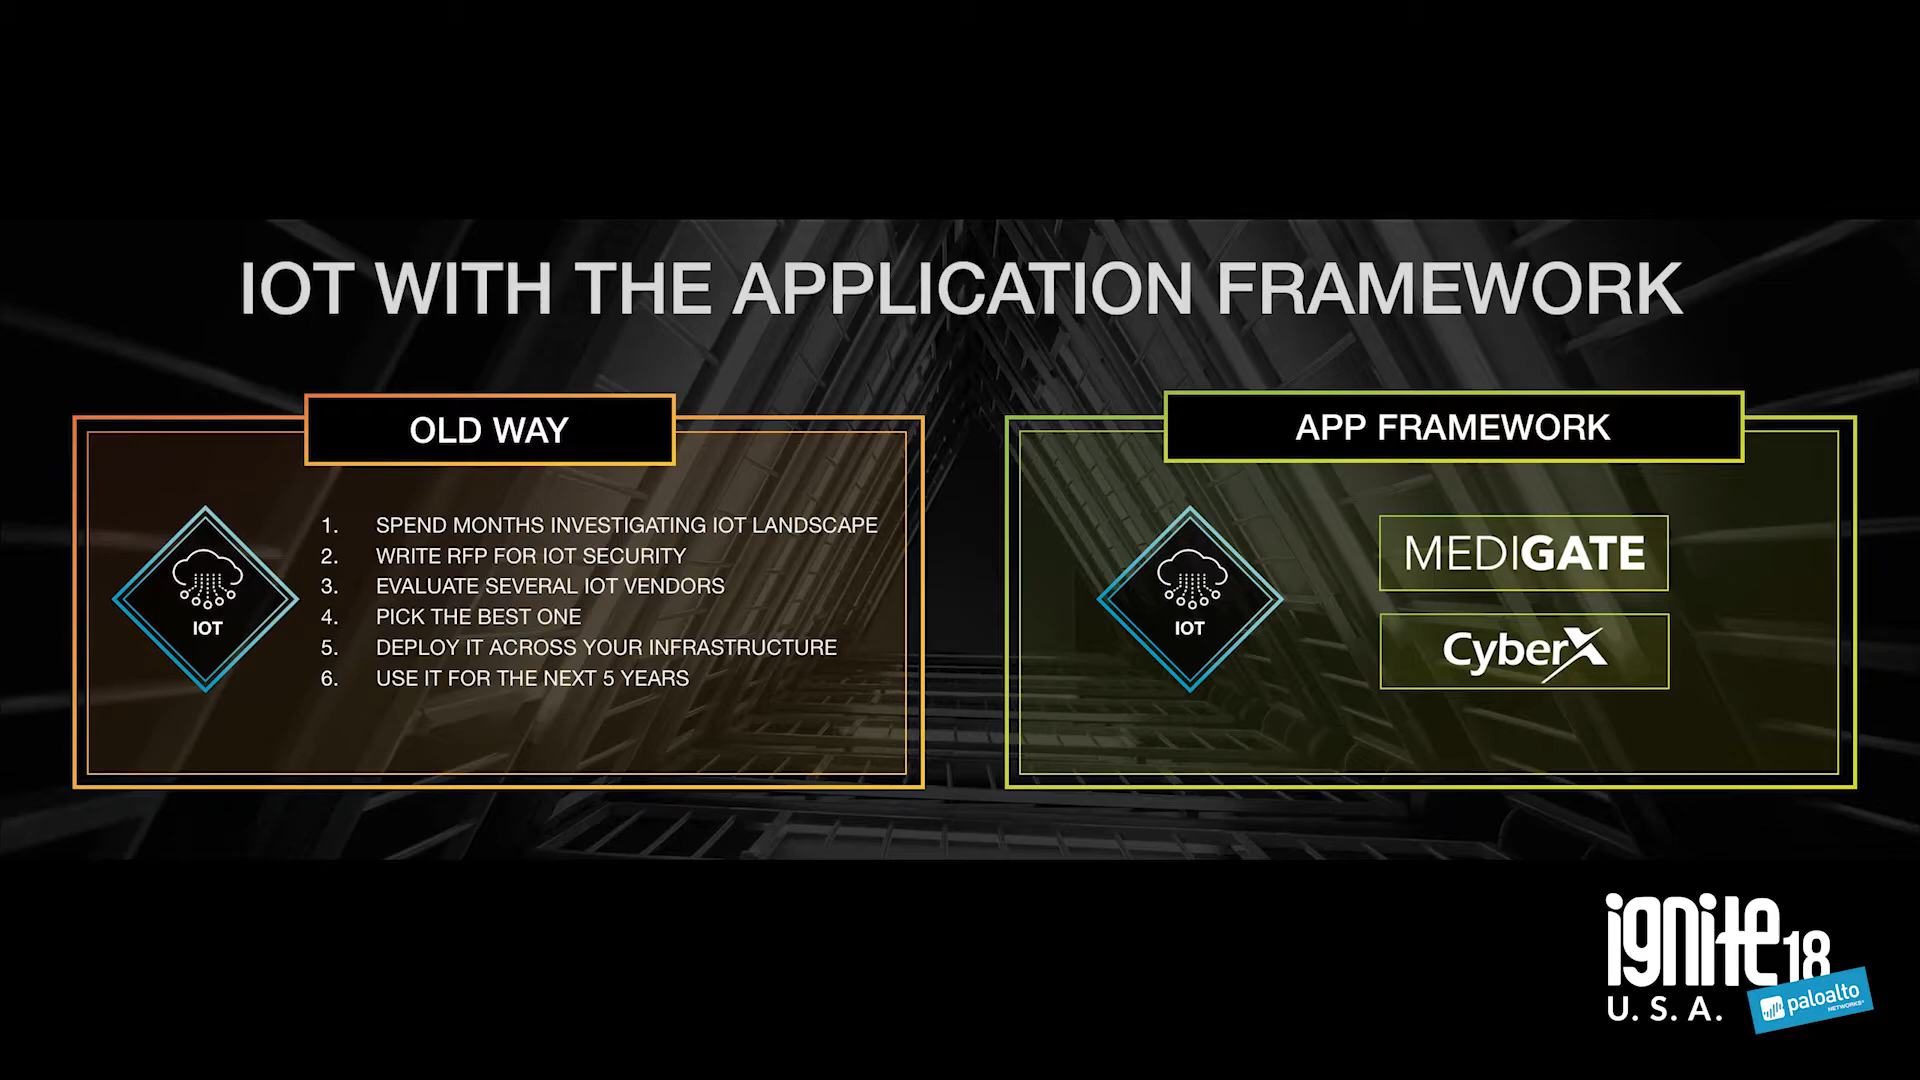 IOT WITH THE APPLICATION FRAMEWORK
OLD WAY
IOT
1. SPEND MONTHS INVESTIGATING IOT LANDSCAPE
2. WRITE RFP FOR IOT SECURITY
3. EVALUATE SEVERAL IOT VENDORS
4. PICK THE BEST ONE
5. DEPLOY IT ACROSS YOUR INFRASTRUCTURE
6. USE IT FOR THE NEXT 5 YEARS
APP FRAMEWORK
IOT
MEDIGATE
CyberX
ignite18
U. S. A.
paloalto
NETWORKS